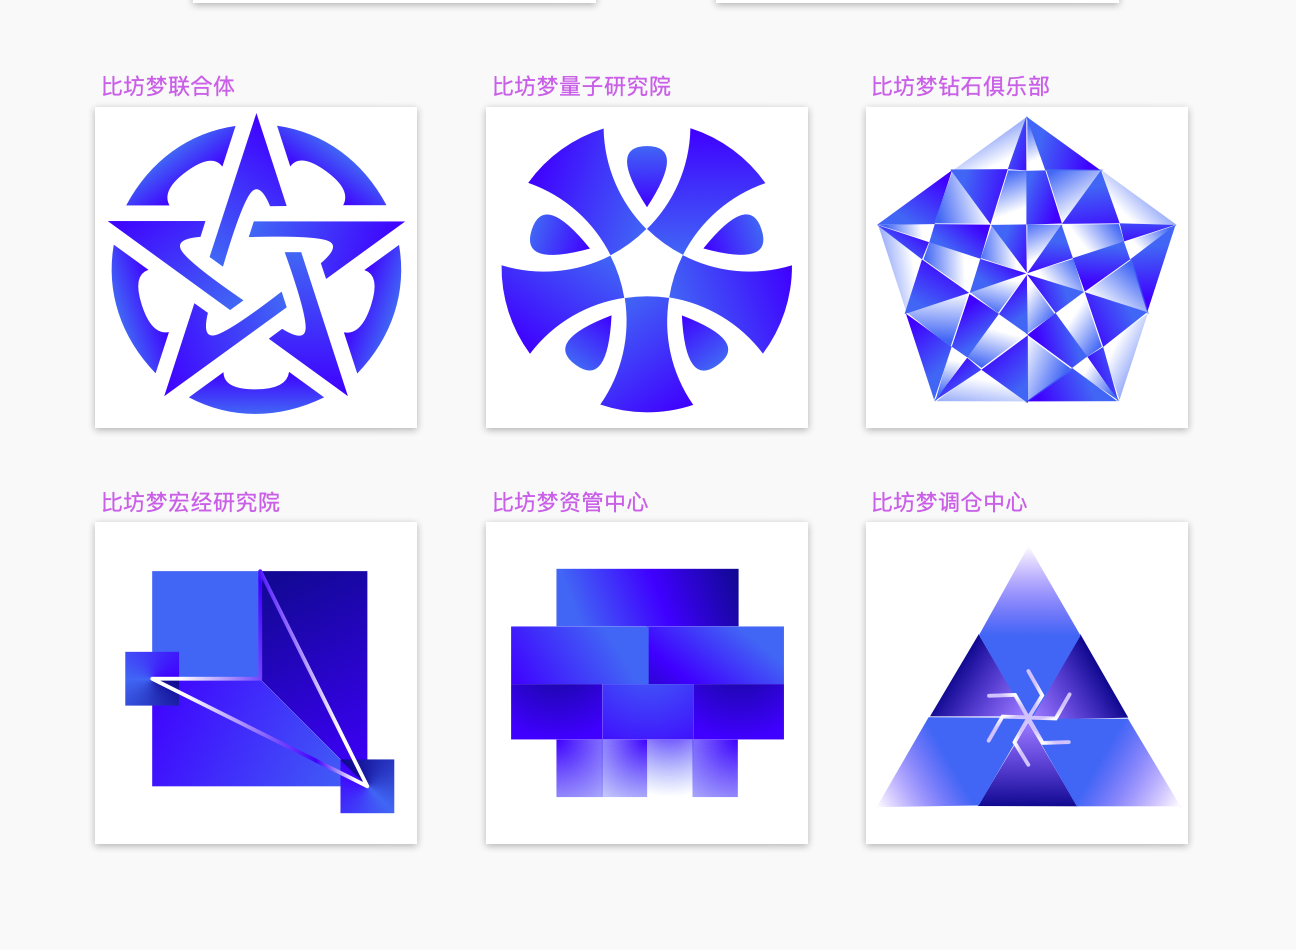 比坊梦联合体
比坊梦量子研究院
比坊梦钻石俱乐部
比坊梦宏经研究院
比坊梦资管中心
比坊梦调仓中心